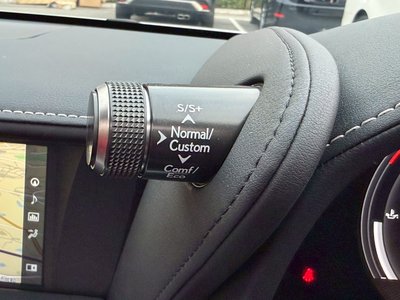 S/S+
Normal/
Custom
Comf/
Eco